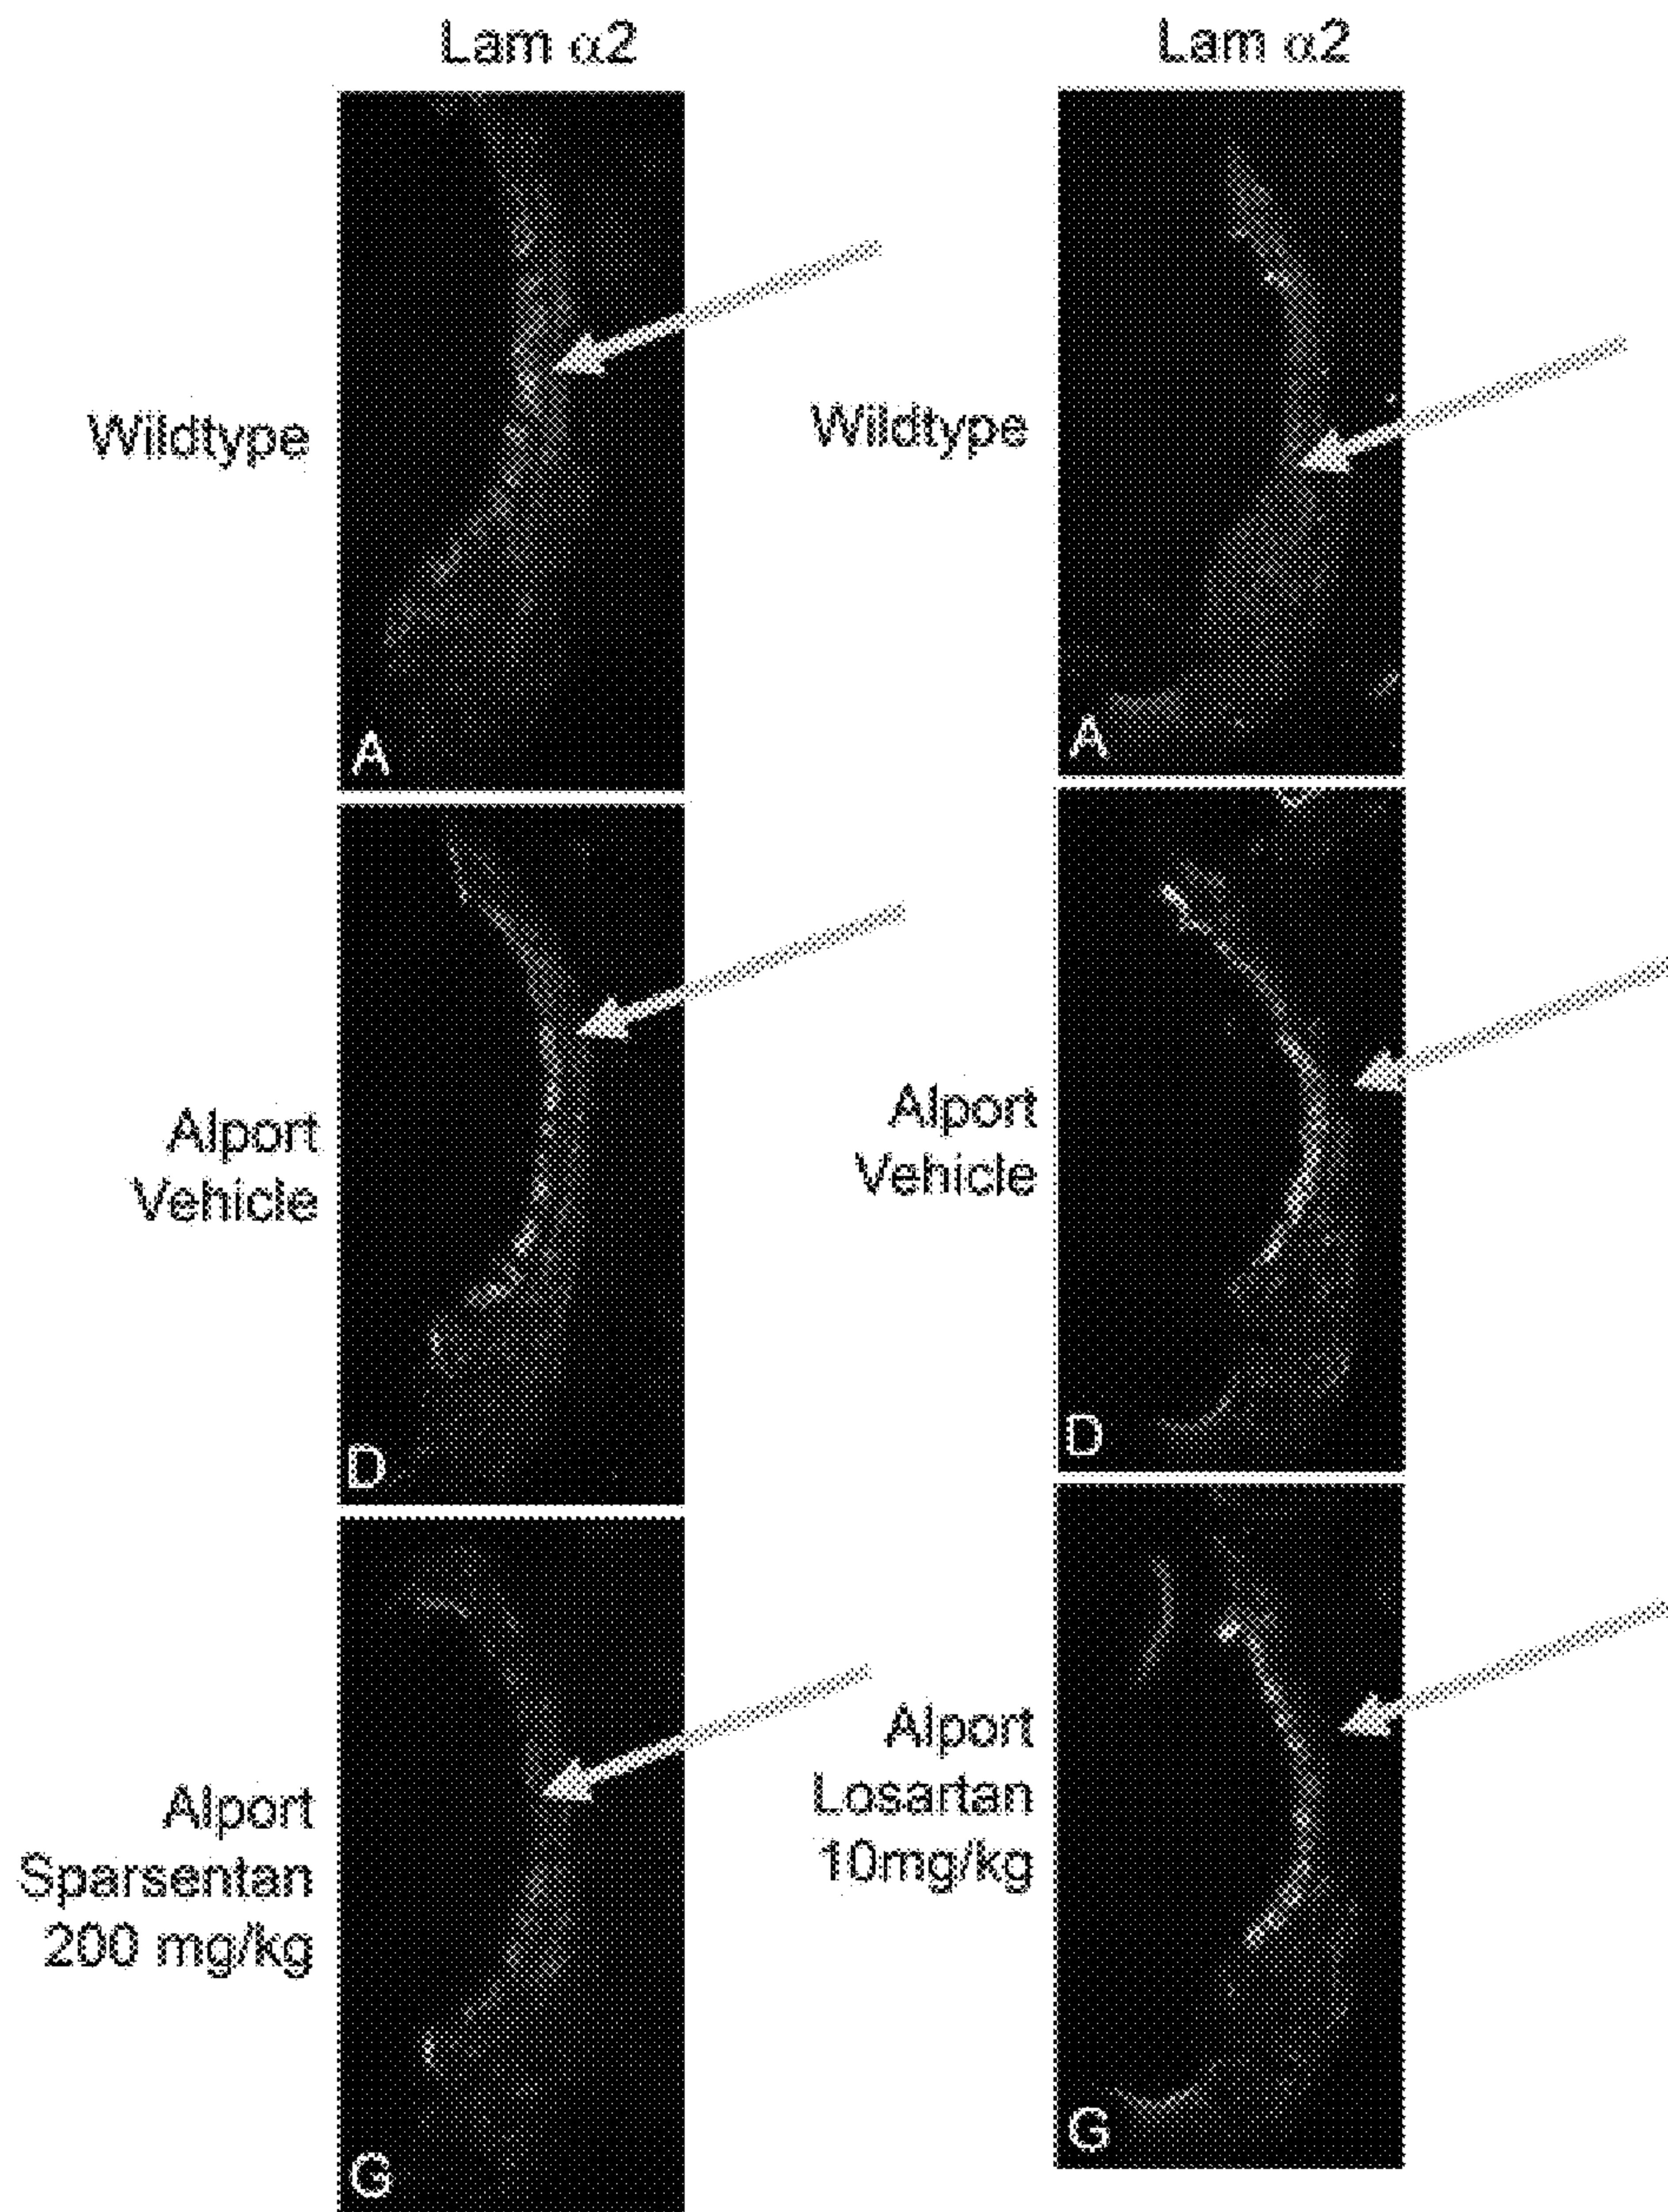 Lam α2
Wildtype
A
Alport
Vehicle
D
Alport
Sparsentan
200 mg/kg
G
Lam α2
Wildtype
A
Alport
Vehicle
D
Alport
Losartan
10mg/kg
G